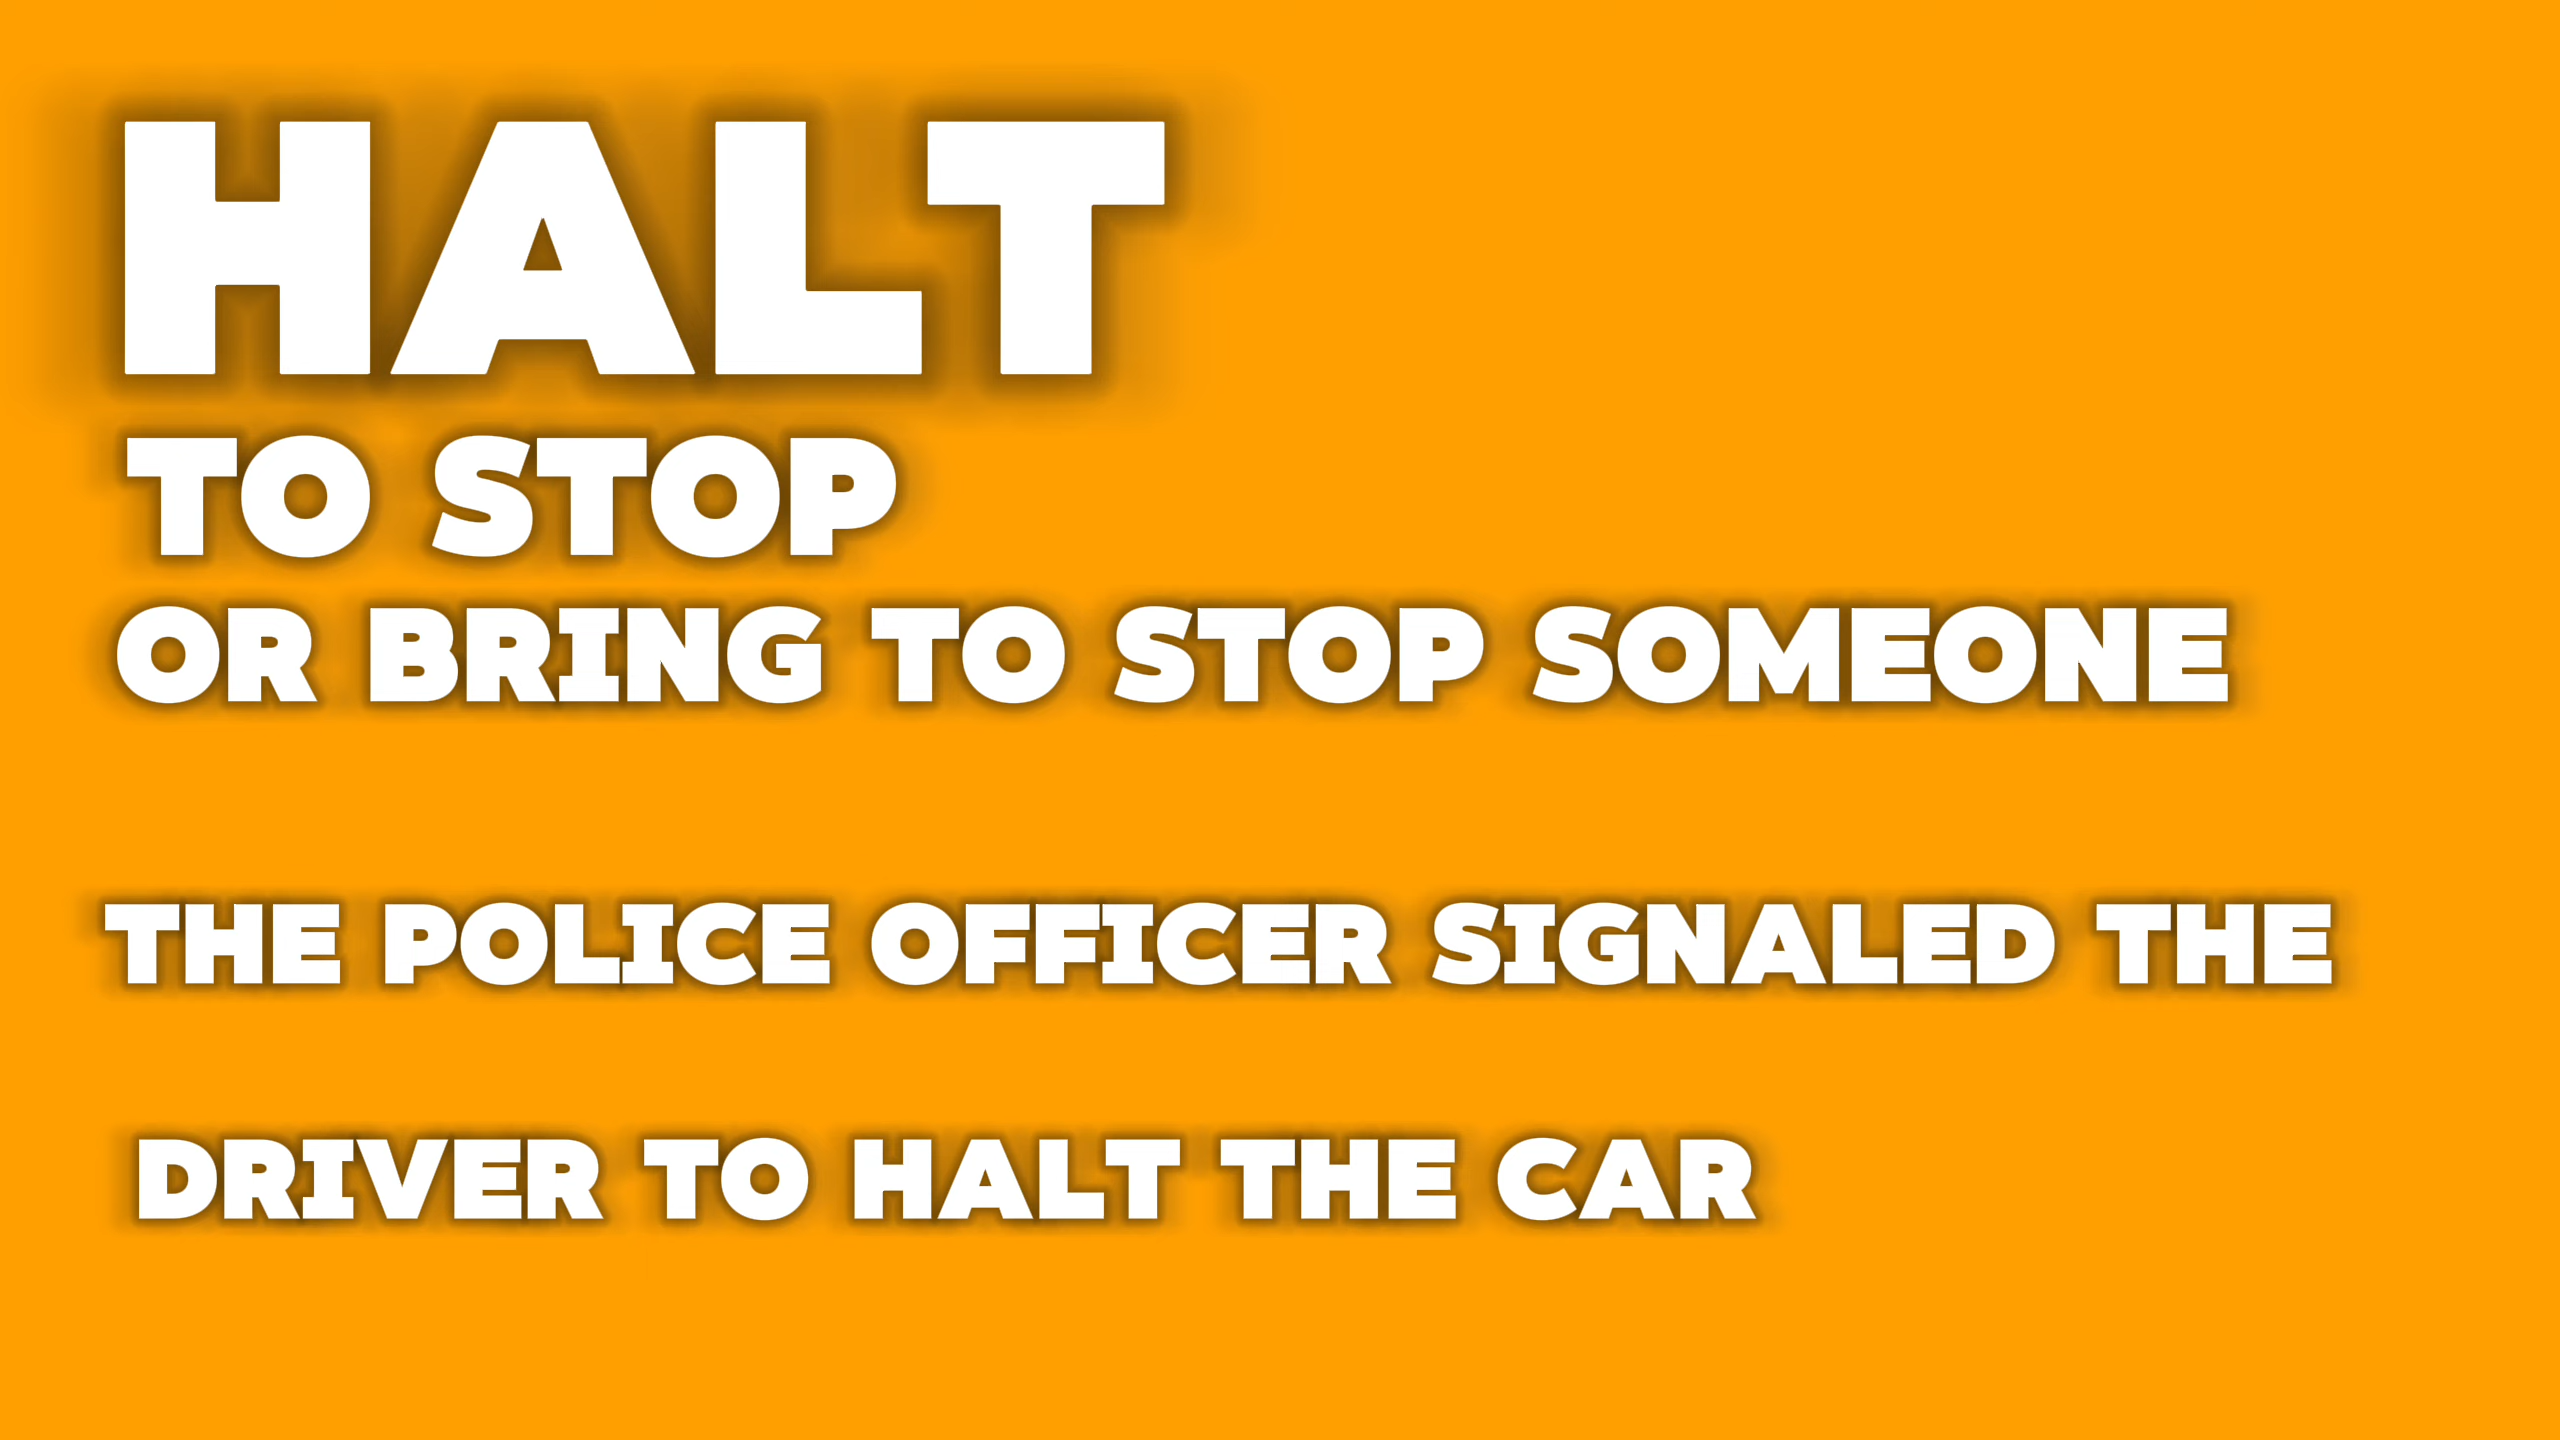 HALT
TO STOP
OR BRING TO STOP SOMEONE
THE POLICE OFFICER SIGNALED THE
DRIVER TO HALT THE CAR